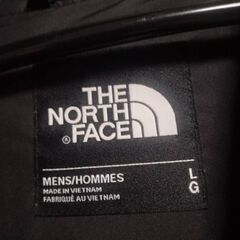 THE
NORTH
FACE
®
MENS/HOMMES
MADE IN VIETNAM
FABRIQUÉ AU VIETNAM
L
G